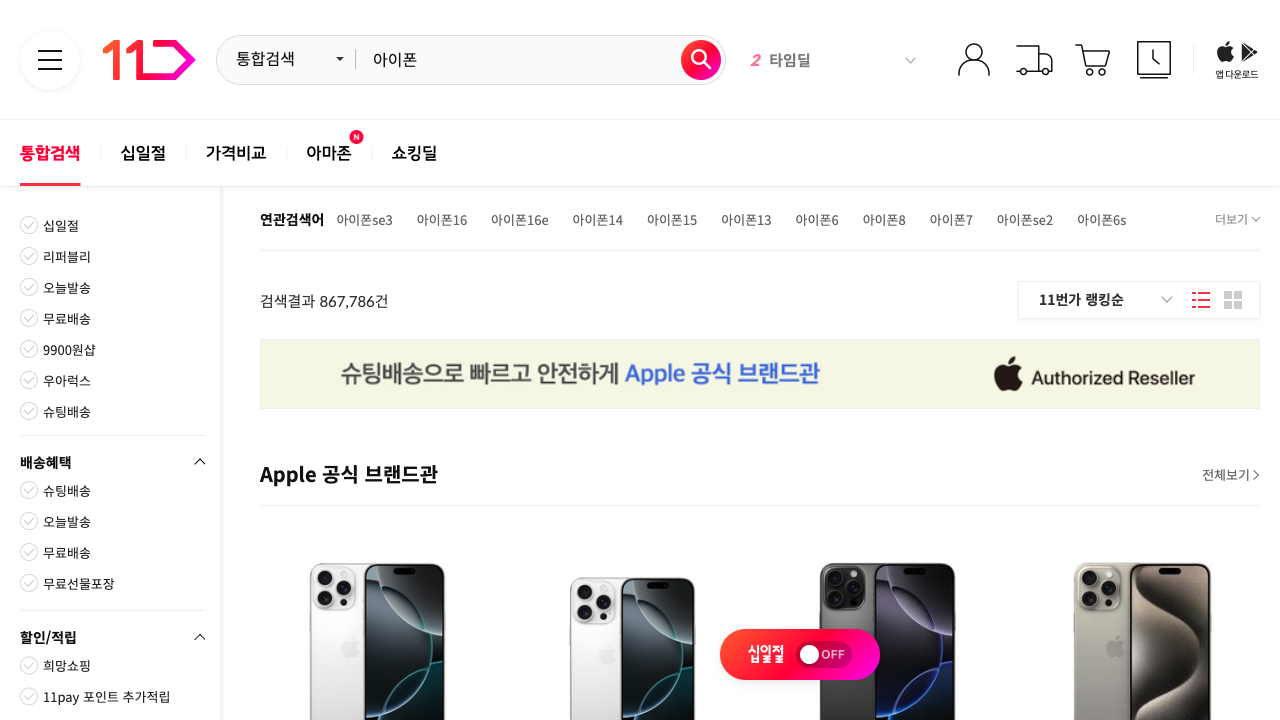 11
통합검색
아이폰
2 타임딜
앱 다운로드
통합검색
십일절
가격비교
아마존
N
쇼킹딜
십일절
리퍼블리
오늘발송
무료배송
9900원샵
우아럭스
슈팅배송
배송혜택
슈팅배송
오늘발송
무료배송
무료선물포장
할인/적립
희망쇼핑
11pay 포인트 추가적립
연관검색어 아이폰se3 아이폰16 아이폰16e 아이폰14 아이폰15 아이폰13 아이폰6 아이폰8 아이폰7 아이폰se2 아이폰6s 더보기
검색결과 867,786건
11번가 랭킹순
슈팅배송으로 빠르고 안전하게 Apple 공식 브랜드관
Authorized Reseller
Apple 공식 브랜드관
전체보기
십일절 OFF